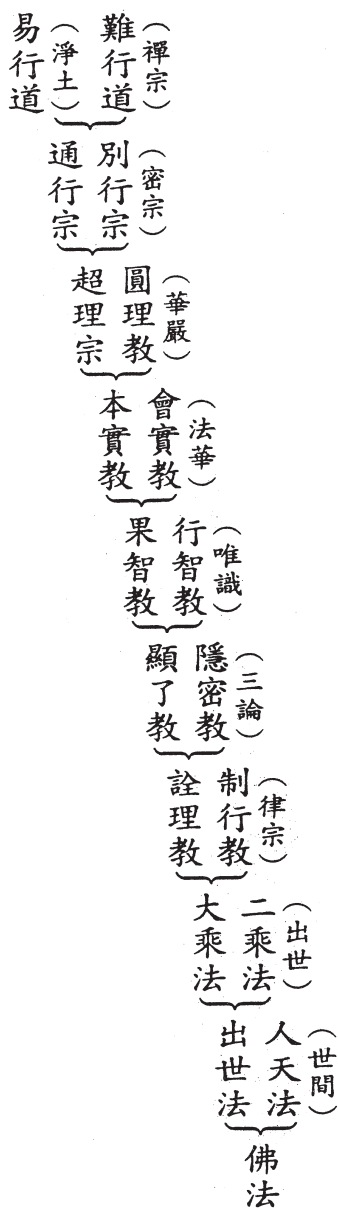 （禪宗）
難行道
（淨土）
易行道
（密宗）
別行宗
通行宗
（華嚴）
圓理教
超理宗
（法華）
會實教
本實教
（唯識）
行智教
果智教
（三論）
隱密教
顯了教
（律宗）
制行教
詮理教
（出世）
二乘法
大乘法
（世間）
人天法
出世法
佛法